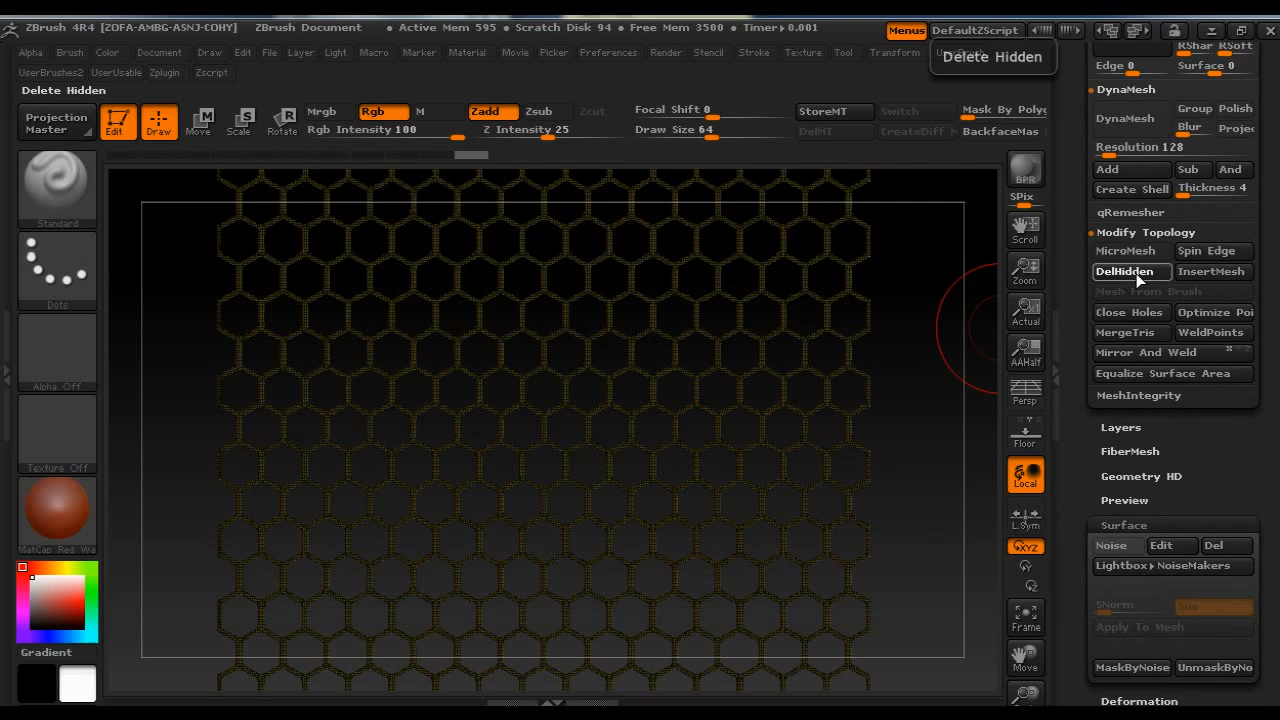 ZBrush 4R4 [ZOFA-AMBG-ASNJ-COHY] ZBrush Document • Active Mem 595 • Scratch Disk 94 • Free Mem 3500 • Timer▸0.001 Menus DefaultZScript
Alpha Brush Color Document Draw Edit File Layer Light Macro Marker Material Movie Picker Preferences Render Stencil Stroke Texture Tool Transform
UserBrushes2 UserUsable Zplugin Zscript
Delete Hidden
Delete Hidden
Projection Master
Edit Draw Move Scale Rotate
Mrgb Rgb M Zadd Zsub Zcut
Rgb Intensity 100 Z Intensity 25
Focal Shift 0
Draw Size 64
StoreMT Switch Mask By Polyg
DelMT CreateDiff BackfaceMas
Standard
Dots
Alpha Off
Texture Off
MatCap Red Wa
Gradient
BPR
SPix
Scroll
Zoom
Actual
AAHalf
Persp
Floor
Local
L.Sym
XYZ
Y
Z
Frame
Move
RShar RSoft
Edge 0 Surface 0
DynaMesh
DynaMesh Group Polish
Blur Projec
Resolution 128
Add Sub And
Create Shell Thickness 4
qRemesher
Modify Topology
MicroMesh Spin Edge
DelHidden InsertMesh
Mesh From Brush
Close Holes Optimize Poi
MergeTris WeldPoints
Mirror And Weld
Equalize Surface Area
MeshIntegrity
Layers
FiberMesh
Geometry HD
Preview
Surface
Noise Edit Del
Lightbox▸NoiseMakers
SNorm Suv
Apply To Mesh
MaskByNoise UnmaskByNo
Deformation